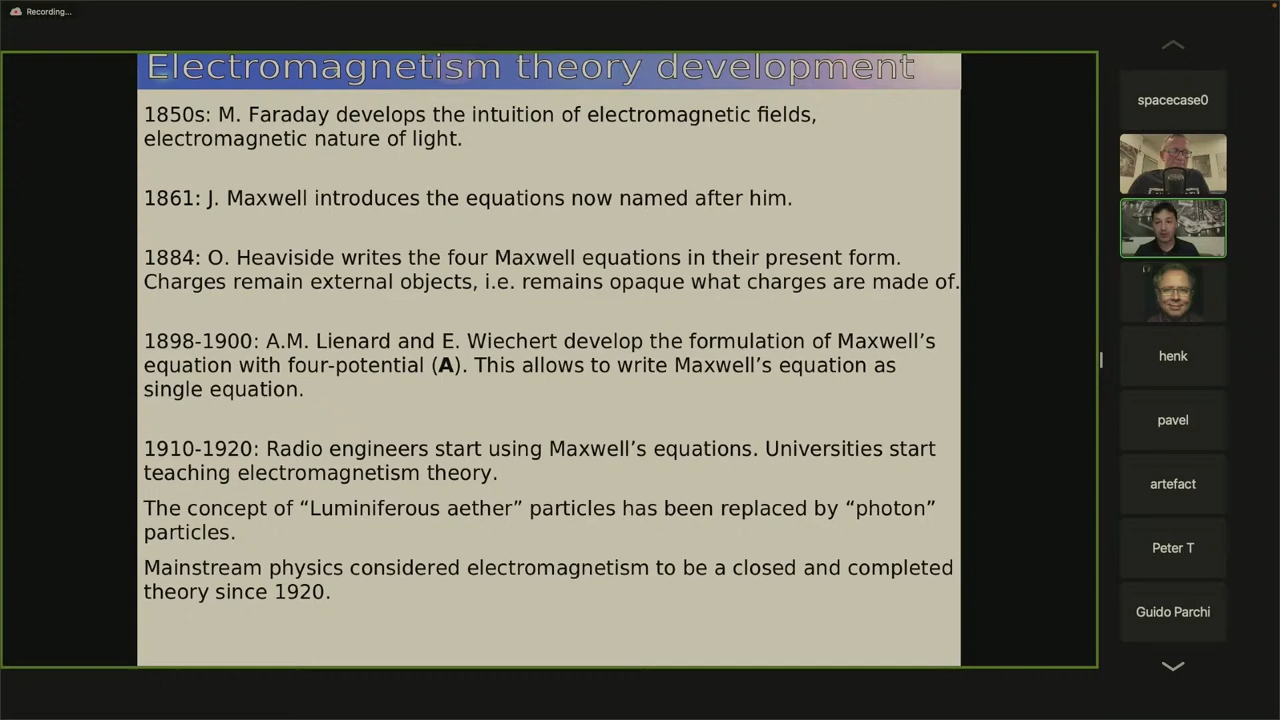 Recording...
Electromagnetism theory development
1850s: M. Faraday develops the intuition of electromagnetic fields,
electromagnetic nature of light.
1861: J. Maxwell introduces the equations now named after him.
1884: O. Heaviside writes the four Maxwell equations in their present form.
Charges remain external objects, i.e. remains opaque what charges are made of.
1898-1900: A.M. Lienard and E. Wiechert develop the formulation of Maxwell’s
equation with four-potential (A). This allows to write Maxwell’s equation as
single equation.
1910-1920: Radio engineers start using Maxwell’s equations. Universities start
teaching electromagnetism theory.
The concept of “Luminiferous aether” particles has been replaced by “photon”
particles.
Mainstream physics considered electromagnetism to be a closed and completed
theory since 1920.
spacecase0
henk
pavel
artefact
Peter T
Guido Parchi